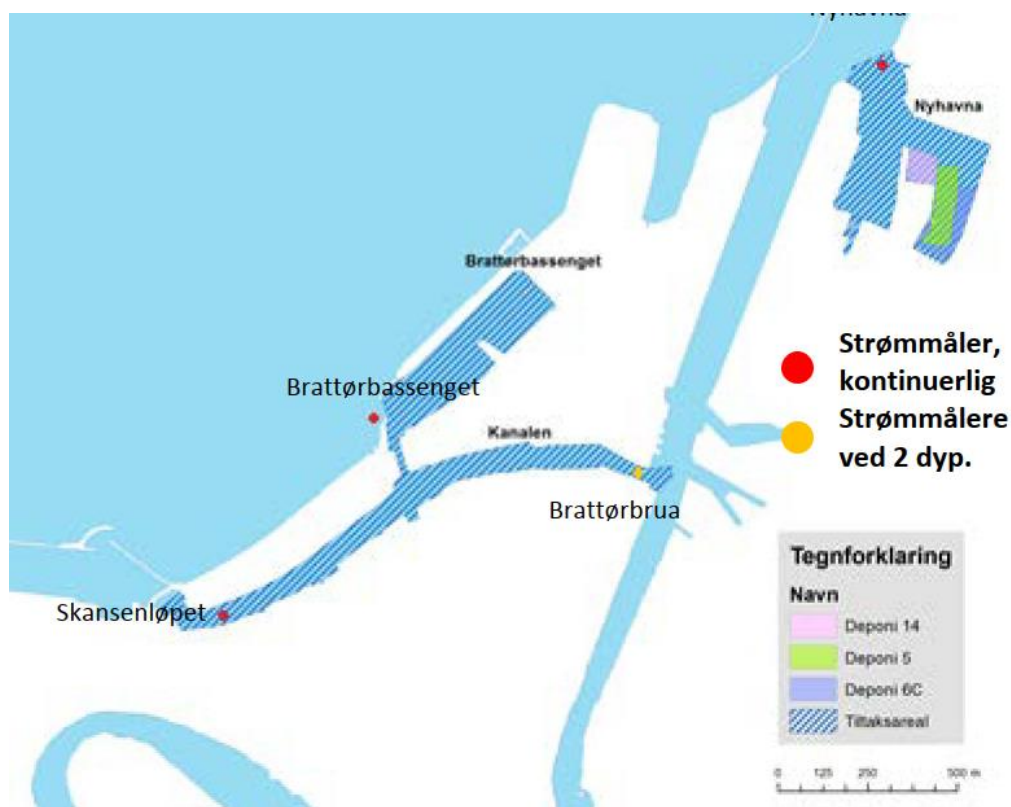 Nyhavna
Nyhavna
Brattørbassenget
Brattørbassenget
Kanalen
Brattørbrua
Skansenløpet
Strømmåler,
kontinuerlig
Strømmålere
ved 2 dyp.
Tegnforklaring
Navn
Deponi 14
Deponi 5
Deponi 6C
Tiltaksareal
0 125 250 500 m